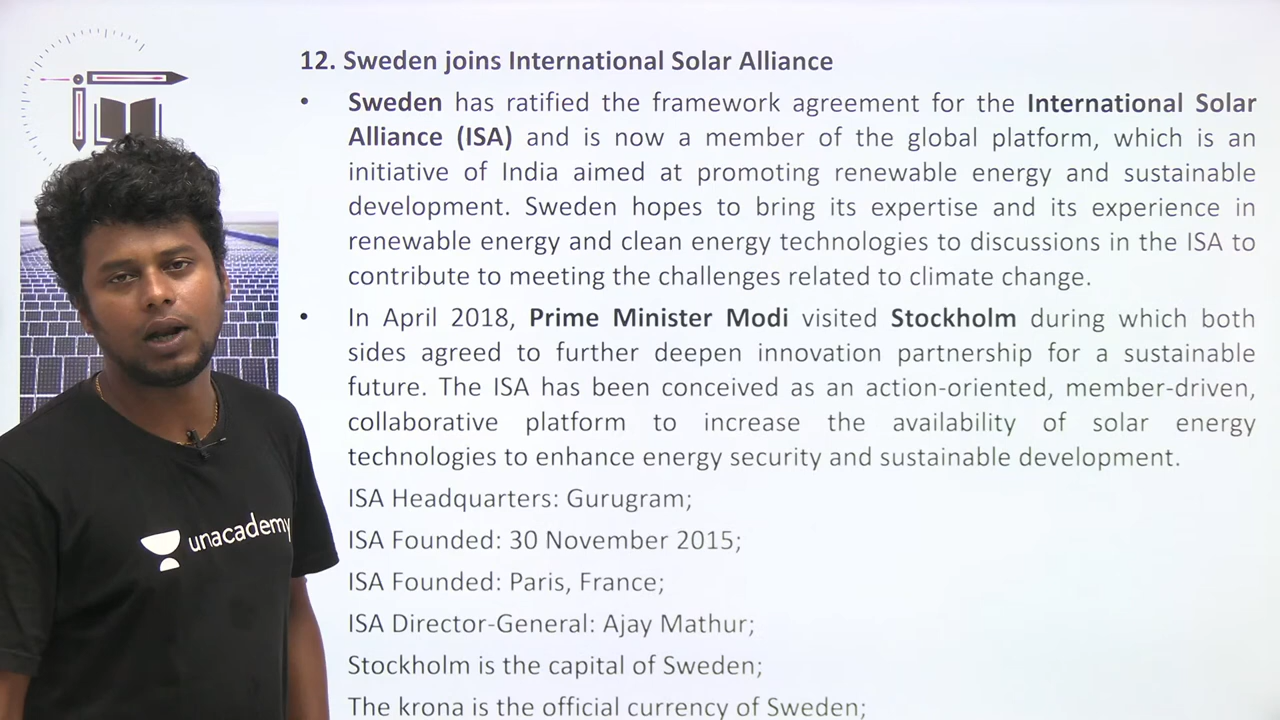 12. Sweden joins International Solar Alliance
• Sweden has ratified the framework agreement for the International Solar
Alliance (ISA) and is now a member of the global platform, which is an
initiative of India aimed at promoting renewable energy and sustainable
development. Sweden hopes to bring its expertise and its experience in
renewable energy and clean energy technologies to discussions in the ISA to
contribute to meeting the challenges related to climate change.
• In April 2018, Prime Minister Modi visited Stockholm during which both
sides agreed to further deepen innovation partnership for a sustainable
future. The ISA has been conceived as an action-oriented, member-driven,
collaborative platform to increase the availability of solar energy
technologies to enhance energy security and sustainable development.
ISA Headquarters: Gurugram;
ISA Founded: 30 November 2015;
ISA Founded: Paris, France;
ISA Director-General: Ajay Mathur;
Stockholm is the capital of Sweden;
The krona is the official currency of Sweden;
unacademy